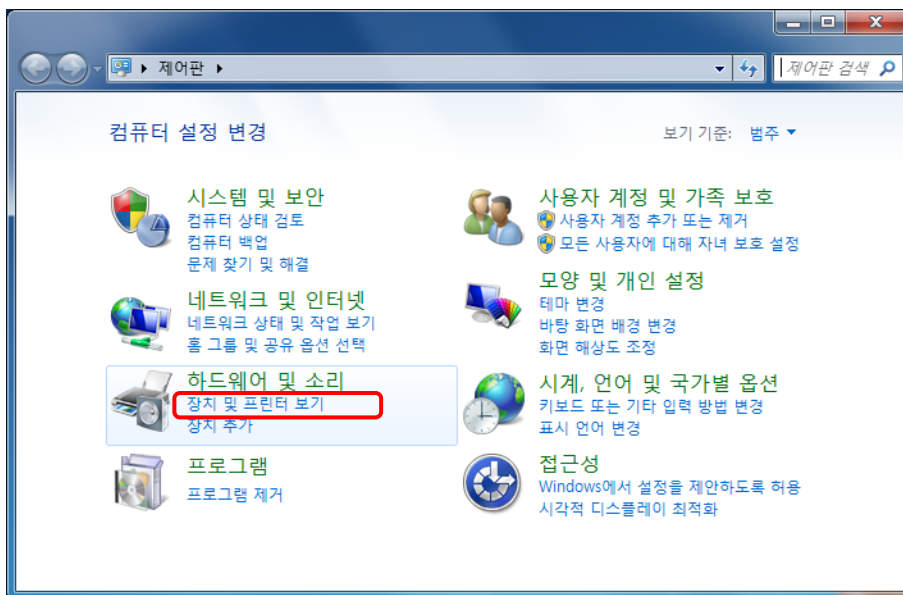 제어판
제어판 검색
컴퓨터 설정 변경
보기 기준: 범주
시스템 및 보안
컴퓨터 상태 검토
컴퓨터 백업
문제 찾기 및 해결
네트워크 및 인터넷
네트워크 상태 및 작업 보기
홈 그룹 및 공유 옵션 선택
하드웨어 및 소리
장치 및 프린터 보기
장치 추가
프로그램
프로그램 제거
사용자 계정 및 가족 보호
사용자 계정 추가 또는 제거
모든 사용자에 대해 자녀 보호 설정
모양 및 개인 설정
테마 변경
바탕 화면 배경 변경
화면 해상도 조정
시계, 언어 및 국가별 옵션
키보드 또는 기타 입력 방법 변경
표시 언어 변경
접근성
Windows에서 설정을 제안하도록 허용
시각적 디스플레이 최적화